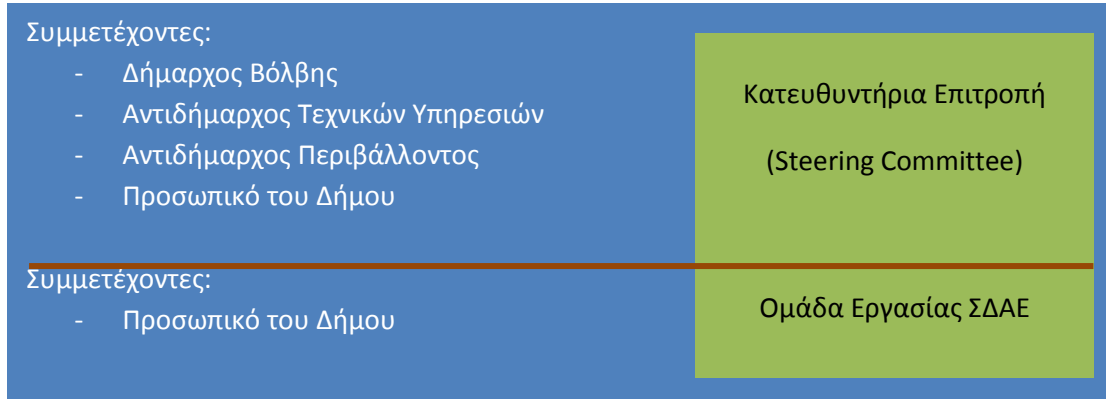 Συμμετέχοντες:
- Δήμαρχος Βόλβης
- Αντιδήμαρχος Τεχνικών Υπηρεσιών
- Αντιδήμαρχος Περιβάλλοντος
- Προσωπικό του Δήμου
Κατευθυντήρια Επιτροπή
(Steering Committee)
Συμμετέχοντες:
- Προσωπικό του Δήμου
Ομάδα Εργασίας ΣΔΑΕ